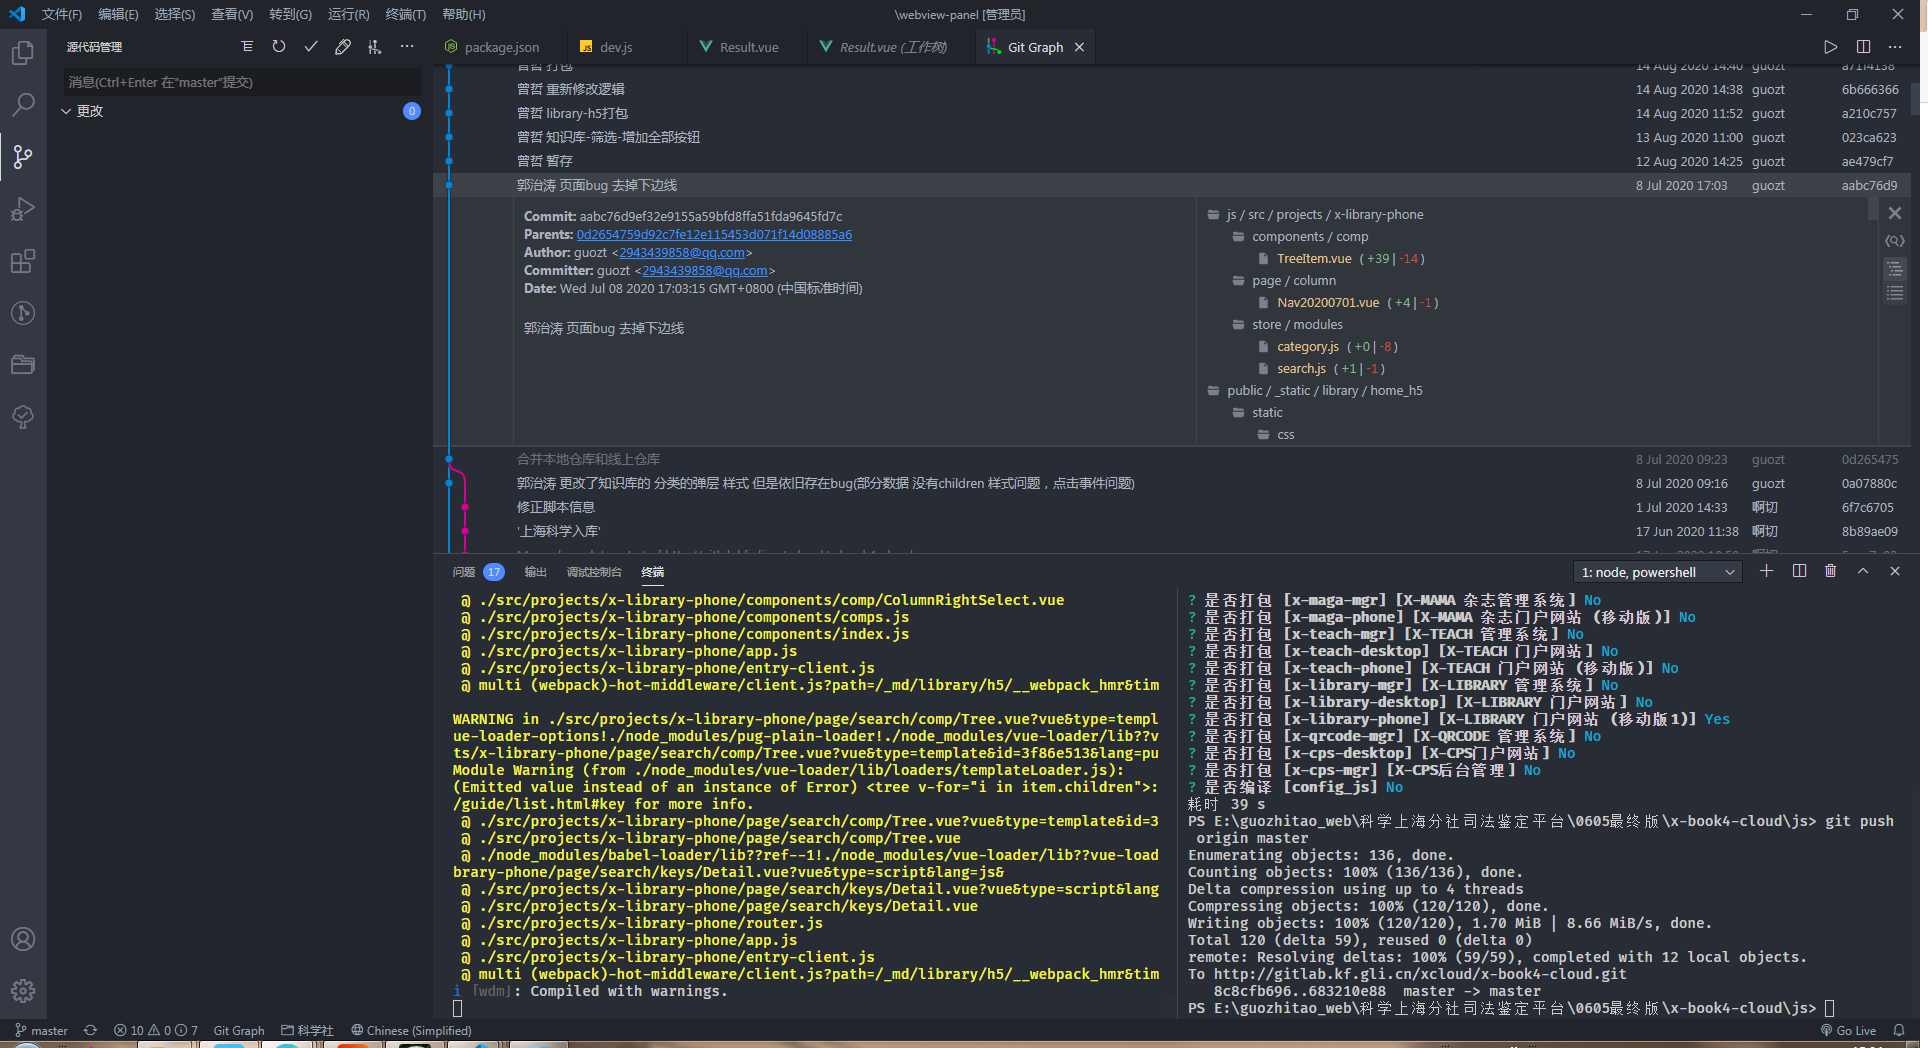 文件(F) 编辑(E) 选择(S) 查看(V) 转到(G) 运行(R) 终端(T) 帮助(H) \webview-panel [管理员]
源代码管理
package.json dev.js Result.vue Result.vue (工作树) Git Graph
消息(Ctrl+Enter 在"master"提交)
更改 0
曾哲 打包 14 Aug 2020 14:40 guozt a71f4138
曾哲 重新修改逻辑 14 Aug 2020 14:38 guozt 6b666366
曾哲 library-h5打包 14 Aug 2020 11:52 guozt a210c757
曾哲 知识库-筛选-增加全部按钮 13 Aug 2020 11:00 guozt 023ca623
曾哲 暂存 12 Aug 2020 14:25 guozt ae479cf7
郭治涛 页面bug 去掉下边线 8 Jul 2020 17:03 guozt aabc76d9
Commit: aabc76d9ef32e9155a59bfd8ffa51fda9645fd7c
Parents: 0d2654759d92c7fe12e115453d071f14d08885a6
Author: guozt <2943439858@qq.com>
Committer: guozt <2943439858@qq.com>
Date: Wed Jul 08 2020 17:03:15 GMT+0800 (中国标准时间)
郭治涛 页面bug 去掉下边线
js / src / projects / x-library-phone
components / comp
TreeItem.vue ( +39 | -14 )
page / column
Nav20200701.vue ( +4 | -1 )
store / modules
category.js ( +0 | -8 )
search.js ( +1 | -1 )
public / _static / library / home_h5
static
css
合并本地仓库和线上仓库 8 Jul 2020 09:23 guozt 0d265475
郭治涛 更改了知识库的 分类的弹层 样式 但是依旧存在bug(部分数据 没有children 样式问题，点击事件问题) 8 Jul 2020 09:16 guozt 0a07880c
修正脚本信息 1 Jul 2020 14:33 啊切 6f7c6705
'上海科学入库' 17 Jun 2020 11:38 啊切 8b89ae09
问题 17 输出 调试控制台 终端 1: node, powershell
@ ./src/projects/x-library-phone/components/comp/ColumnRightSelect.vue
@ ./src/projects/x-library-phone/components/comps.js
@ ./src/projects/x-library-phone/components/index.js
@ ./src/projects/x-library-phone/app.js
@ ./src/projects/x-library-phone/entry-client.js
@ multi (webpack)-hot-middleware/client.js?path=/_md/library/h5/__webpack_hmr&tim
WARNING in ./src/projects/x-library-phone/page/search/comp/Tree.vue?vue&type=templ
ue-loader-options!./node_modules/pug-plain-loader!./node_modules/vue-loader/lib??v
ts/x-library-phone/page/search/comp/Tree.vue?vue&type=template&id=3f86e513&lang=pu
Module Warning (from ./node_modules/vue-loader/lib/loaders/templateLoader.js):
(Emitted value instead of an instance of Error) <tree v-for="i in item.children">:
/guide/list.html#key for more info.
@ ./src/projects/x-library-phone/page/search/comp/Tree.vue?vue&type=template&id=3
@ ./src/projects/x-library-phone/page/search/comp/Tree.vue
@ ./node_modules/babel-loader/lib??ref--1!./node_modules/vue-loader/lib??vue-load
brary-phone/page/search/keys/Detail.vue?vue&type=script&lang=js&
@ ./src/projects/x-library-phone/page/search/keys/Detail.vue?vue&type=script&lang
@ ./src/projects/x-library-phone/page/search/keys/Detail.vue
@ ./src/projects/x-library-phone/router.js
@ ./src/projects/x-library-phone/app.js
@ ./src/projects/x-library-phone/entry-client.js
@ multi (webpack)-hot-middleware/client.js?path=/_md/library/h5/__webpack_hmr&tim
i ｢wdm｣: Compiled with warnings.
? 是否打包 [x-maga-mgr] [X-MAMA 杂志管理系统] No
? 是否打包 [x-maga-phone] [X-MAMA 杂志门户网站 (移动版)] No
? 是否打包 [x-teach-mgr] [X-TEACH 管理系统] No
? 是否打包 [x-teach-desktop] [X-TEACH 门户网站] No
? 是否打包 [x-teach-phone] [X-TEACH 门户网站 (移动版)] No
? 是否打包 [x-library-mgr] [X-LIBRARY 管理系统] No
? 是否打包 [x-library-desktop] [X-LIBRARY 门户网站] No
? 是否打包 [x-library-phone] [X-LIBRARY 门户网站 (移动版1)] Yes
? 是否打包 [x-qrcode-mgr] [X-QRCODE 管理系统] No
? 是否打包 [x-cps-desktop] [X-CPS门户网站] No
? 是否打包 [x-cps-mgr] [X-CPS后台管理] No
? 是否编译 [config_js] No
耗时 39 s
PS E:\guozhitao_web\科学上海分社司法鉴定平台\0605最终版\x-book4-cloud\js> git push
origin master
Enumerating objects: 136, done.
Counting objects: 100% (136/136), done.
Delta compression using up to 4 threads
Compressing objects: 100% (120/120), done.
Writing objects: 100% (120/120), 1.70 MiB | 8.66 MiB/s, done.
Total 120 (delta 59), reused 0 (delta 0)
remote: Resolving deltas: 100% (59/59), completed with 12 local objects.
To http://gitlab.kf.gli.cn/xcloud/x-book4-cloud.git
8c8cfb696..683210e88 master -> master
PS E:\guozhitao_web\科学上海分社司法鉴定平台\0605最终版\x-book4-cloud\js>
master 10 0 7 Git Graph 科学社 Chinese (Simplified) Go Live